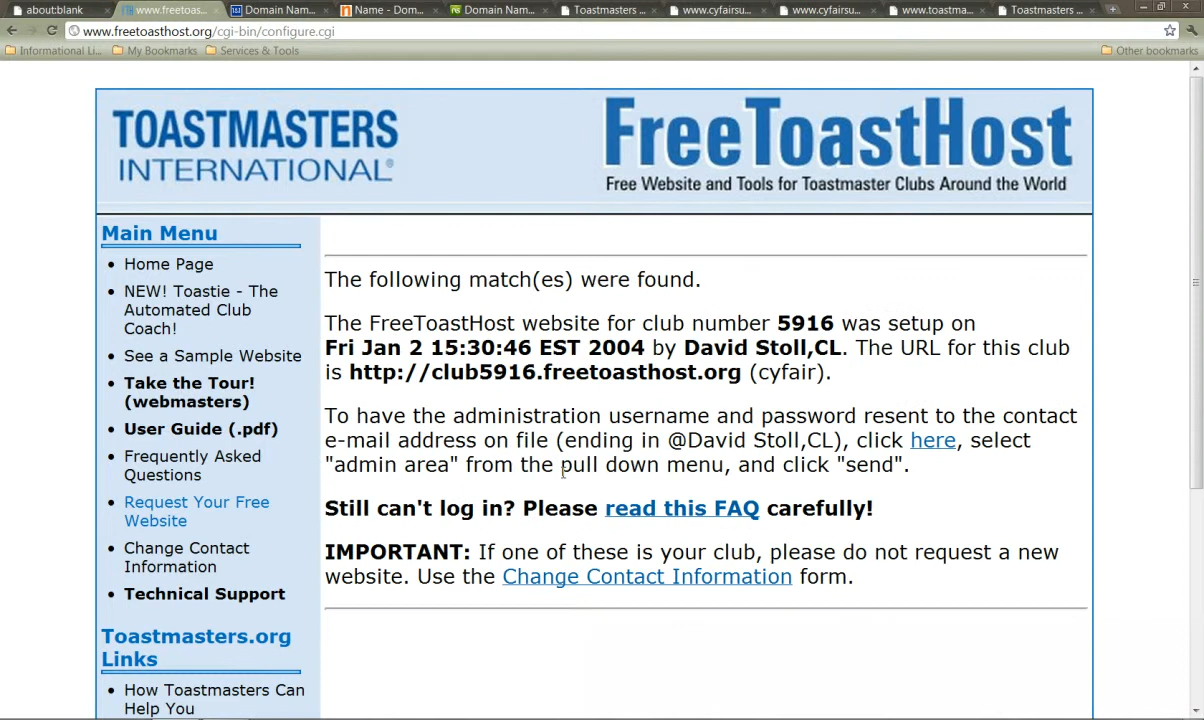 about:blank
www.freetoas...
Domain Nam...
Name - Dom...
Domain Nam...
Toastmasters ...
www.cyfairsu...
www.cyfairsu...
www.toastma...
Toastmasters ...
www.freetoasthost.org/cgi-bin/configure.cgi
Informational Li...
My Bookmarks
Services & Tools
Other bookmarks
TOASTMASTERS
INTERNATIONAL®
FreeToastHost
Free Website and Tools for Toastmaster Clubs Around the World
Main Menu
Home Page
NEW! Toastie - The
Automated Club
Coach!
See a Sample Website
Take the Tour!
(webmasters)
User Guide (.pdf)
Frequently Asked
Questions
Request Your Free
Website
Change Contact
Information
Technical Support
Toastmasters.org
Links
How Toastmasters Can
Help You
The following match(es) were found.
The FreeToastHost website for club number 5916 was setup on
Fri Jan 2 15:30:46 EST 2004 by David Stoll,CL. The URL for this club
is http://club5916.freetoasthost.org (cyfair).
To have the administration username and password resent to the contact
e-mail address on file (ending in @David Stoll,CL), click here, select
"admin area" from the pull down menu, and click "send".
Still can't log in? Please read this FAQ carefully!
IMPORTANT: If one of these is your club, please do not request a new
website. Use the Change Contact Information form.